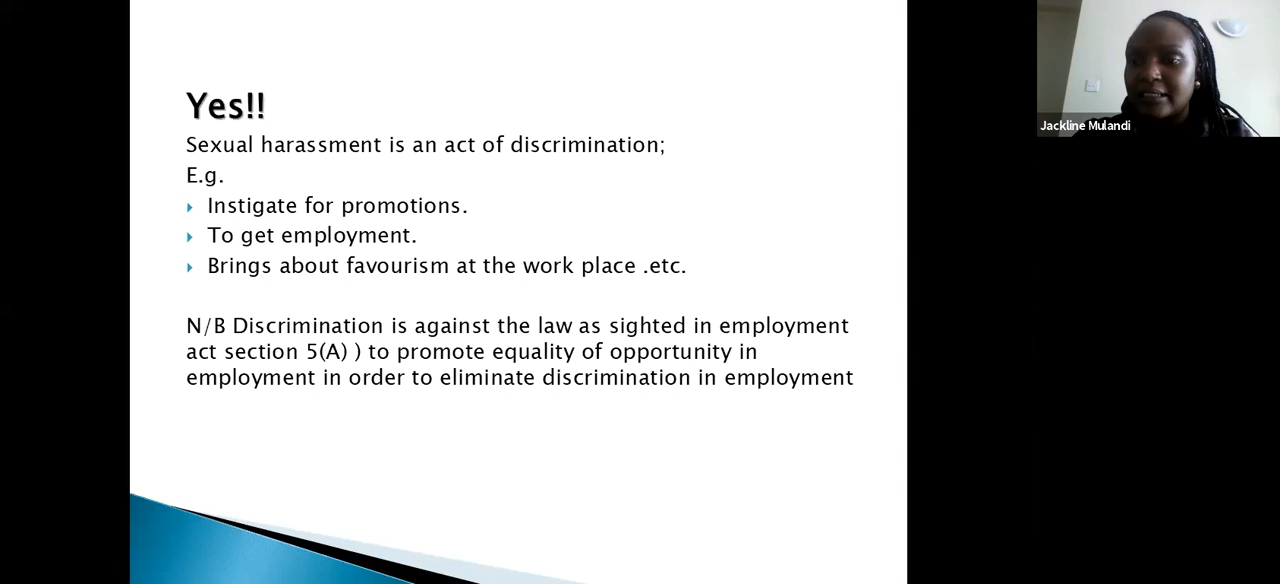 Yes!!
Sexual harassment is an act of discrimination;
E.g.
Instigate for promotions.
To get employment.
Brings about favourism at the work place .etc.
N/B Discrimination is against the law as sighted in employment
act section 5(A) ) to promote equality of opportunity in
employment in order to eliminate discrimination in employment
Jackline Mulandi